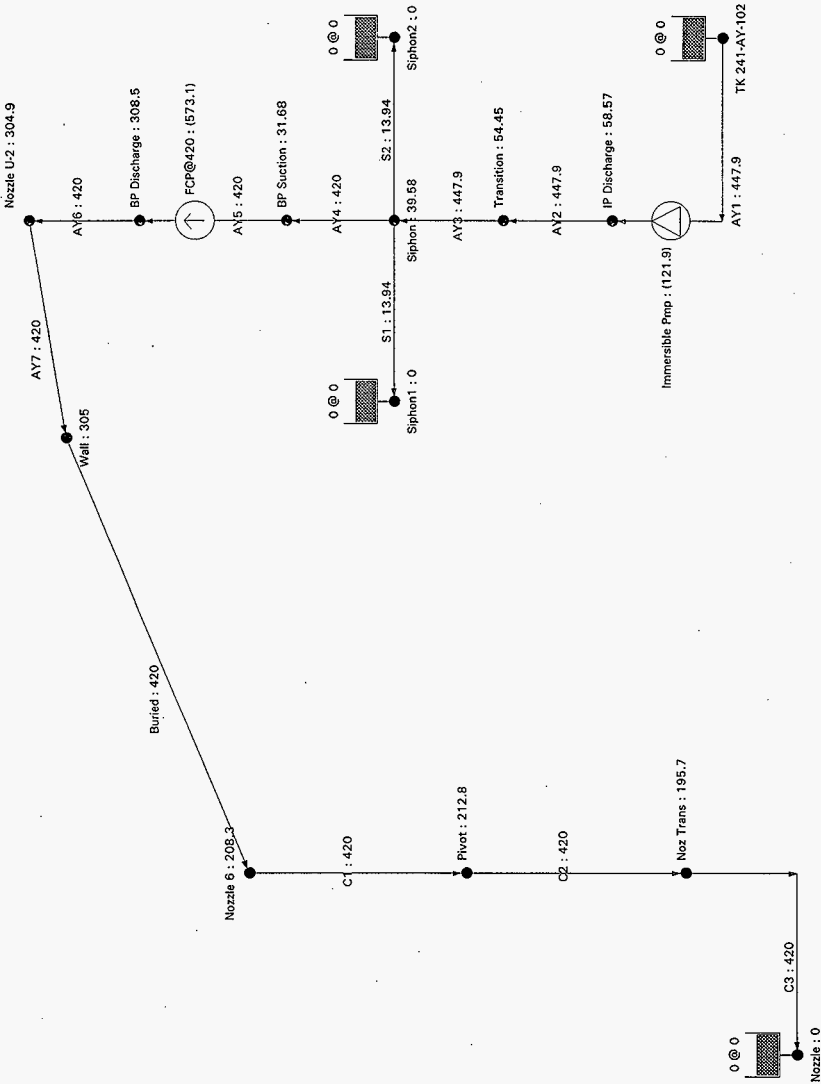 Nozzle U-2 : 304.9
AY6 : 420
BP Discharge : 308.5
FCP@420 : (573.1)
AY5 : 420
BP Suction : 31.68
AY4 : 420
0 @ 0
Siphon2 : 0
S2 : 13.94
Siphon : 39.58
S1 : 13.94
0 @ 0
Siphon1 : 0
AY3 : 447.9
Transition : 54.45
AY2 : 447.9
IP Discharge : 58.57
Immersible Pmp : (121.9)
AY1 : 447.9
0 @ 0
TK 241-AY-102
AY7 : 420
Wall : 305
Buried : 420
Nozzle 6 : 208.3
C1 : 420
Pivot : 212.8
C2 : 420
Noz Trans : 195.7
C3 : 420
0 @ 0
Nozzle : 0